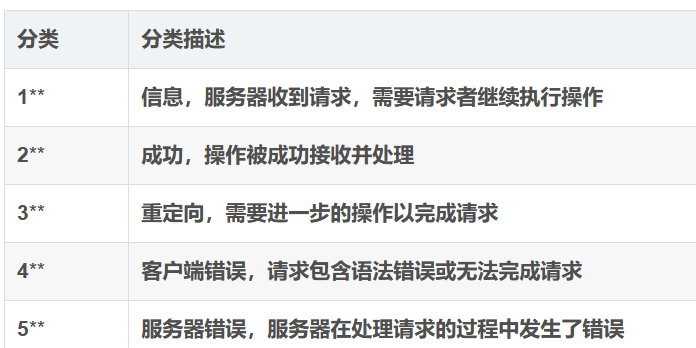 分类 分类描述
1** 信息，服务器收到请求，需要请求者继续执行操作
2** 成功，操作被成功接收并处理
3** 重定向，需要进一步的操作以完成请求
4** 客户端错误，请求包含语法错误或无法完成请求
5** 服务器错误，服务器在处理请求的过程中发生了错误